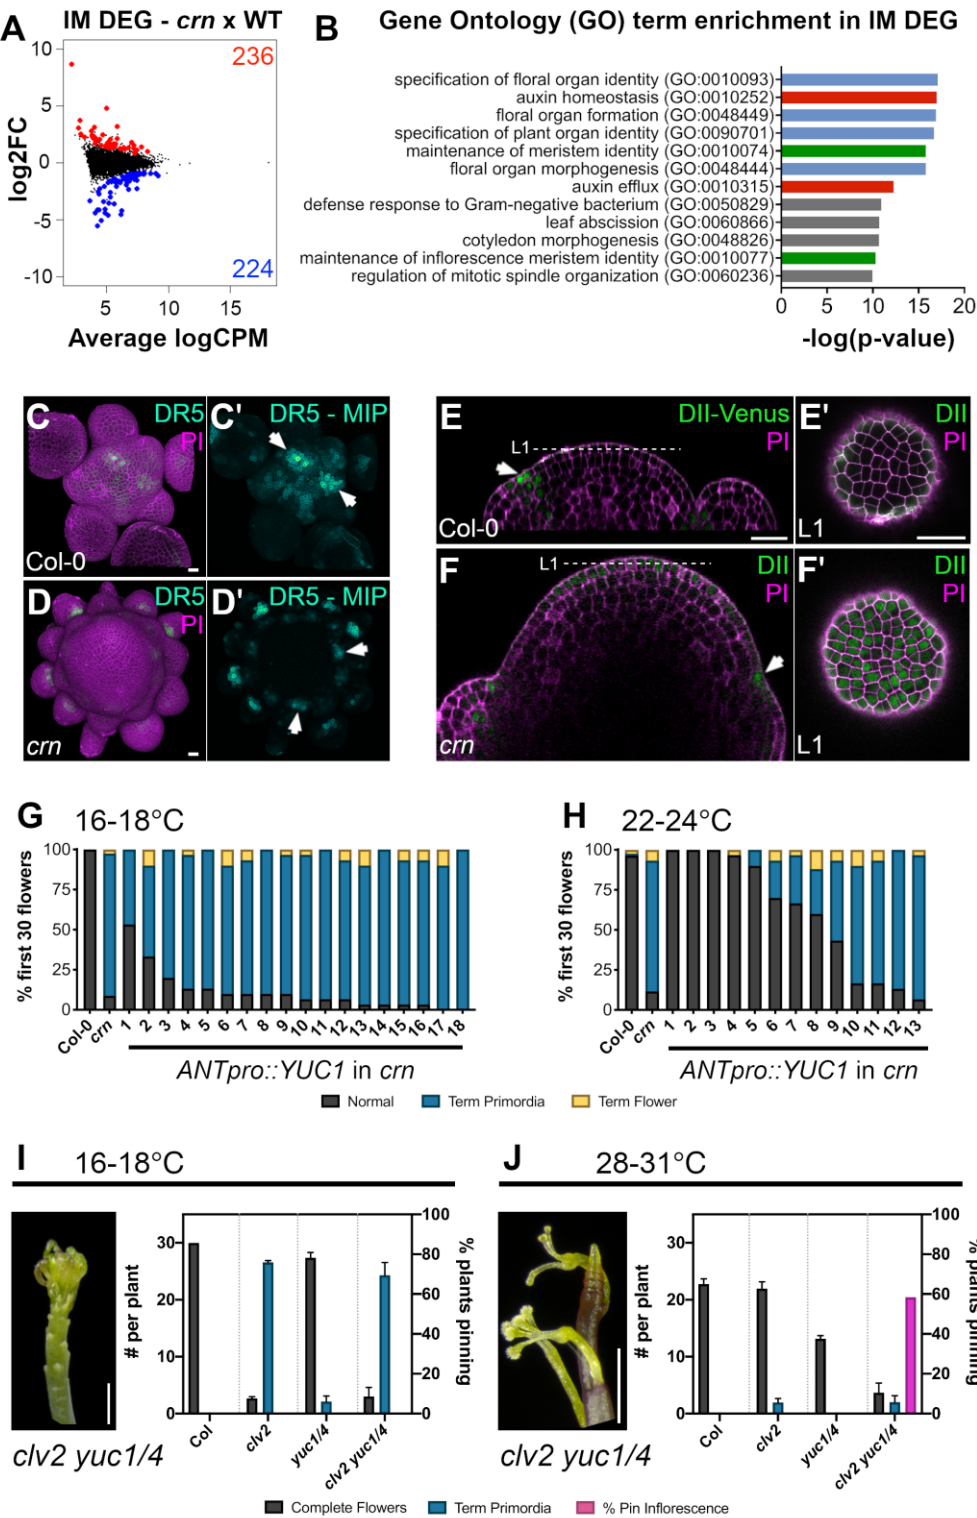 A
IM DEG - crn x WT
236
224
10
5
0
-5
-10
log2FC
5
10
15
Average logCPM
B
Gene Ontology (GO) term enrichment in IM DEG
specification of floral organ identity (GO:0010093)
auxin homeostasis (GO:0010252)
floral organ formation (GO:0048449)
specification of plant organ identity (GO:0090701)
maintenance of meristem identity (GO:0010074)
floral organ morphogenesis (GO:0048444)
auxin efflux (GO:0010315)
defense response to Gram-negative bacterium (GO:0050829)
leaf abscission (GO:0060866)
cotyledon morphogenesis (GO:0048826)
maintenance of inflorescence meristem identity (GO:0010077)
regulation of mitotic spindle organization (GO:0060236)
0
5
10
15
20
-log(p-value)
C
DR5
PI
Col-0
C'
DR5 - MIP
D
DR5
PI
crn
D'
DR5 - MIP
E
DII-Venus
PI
L1
Col-0
E'
DII
PI
L1
F
DII
PI
L1
crn
F'
DII
PI
L1
G
16-18°C
% first 30 flowers
100
75
50
25
0
Col-0
crn
1
2
3
4
5
6
7
8
9
10
11
12
13
14
15
16
17
18
ANTpro::YUC1 in crn
H
22-24°C
% first 30 flowers
100
75
50
25
0
Col-0
crn
1
2
3
4
5
6
7
8
9
10
11
12
13
ANTpro::YUC1 in crn
Normal
Term Primordia
Term Flower
I
16-18°C
clv2 yuc1/4
# per plant
30
20
10
0
100
80
60
40
20
0
% plants pinning
Col
clv2
yuc1/4
clv2 yuc1/4
J
28-31°C
clv2 yuc1/4
# per plant
30
20
10
0
100
80
60
40
20
0
% plants pinning
Col
clv2
yuc1/4
clv2 yuc1/4
Complete Flowers
Term Primordia
% Pin Inflorescence